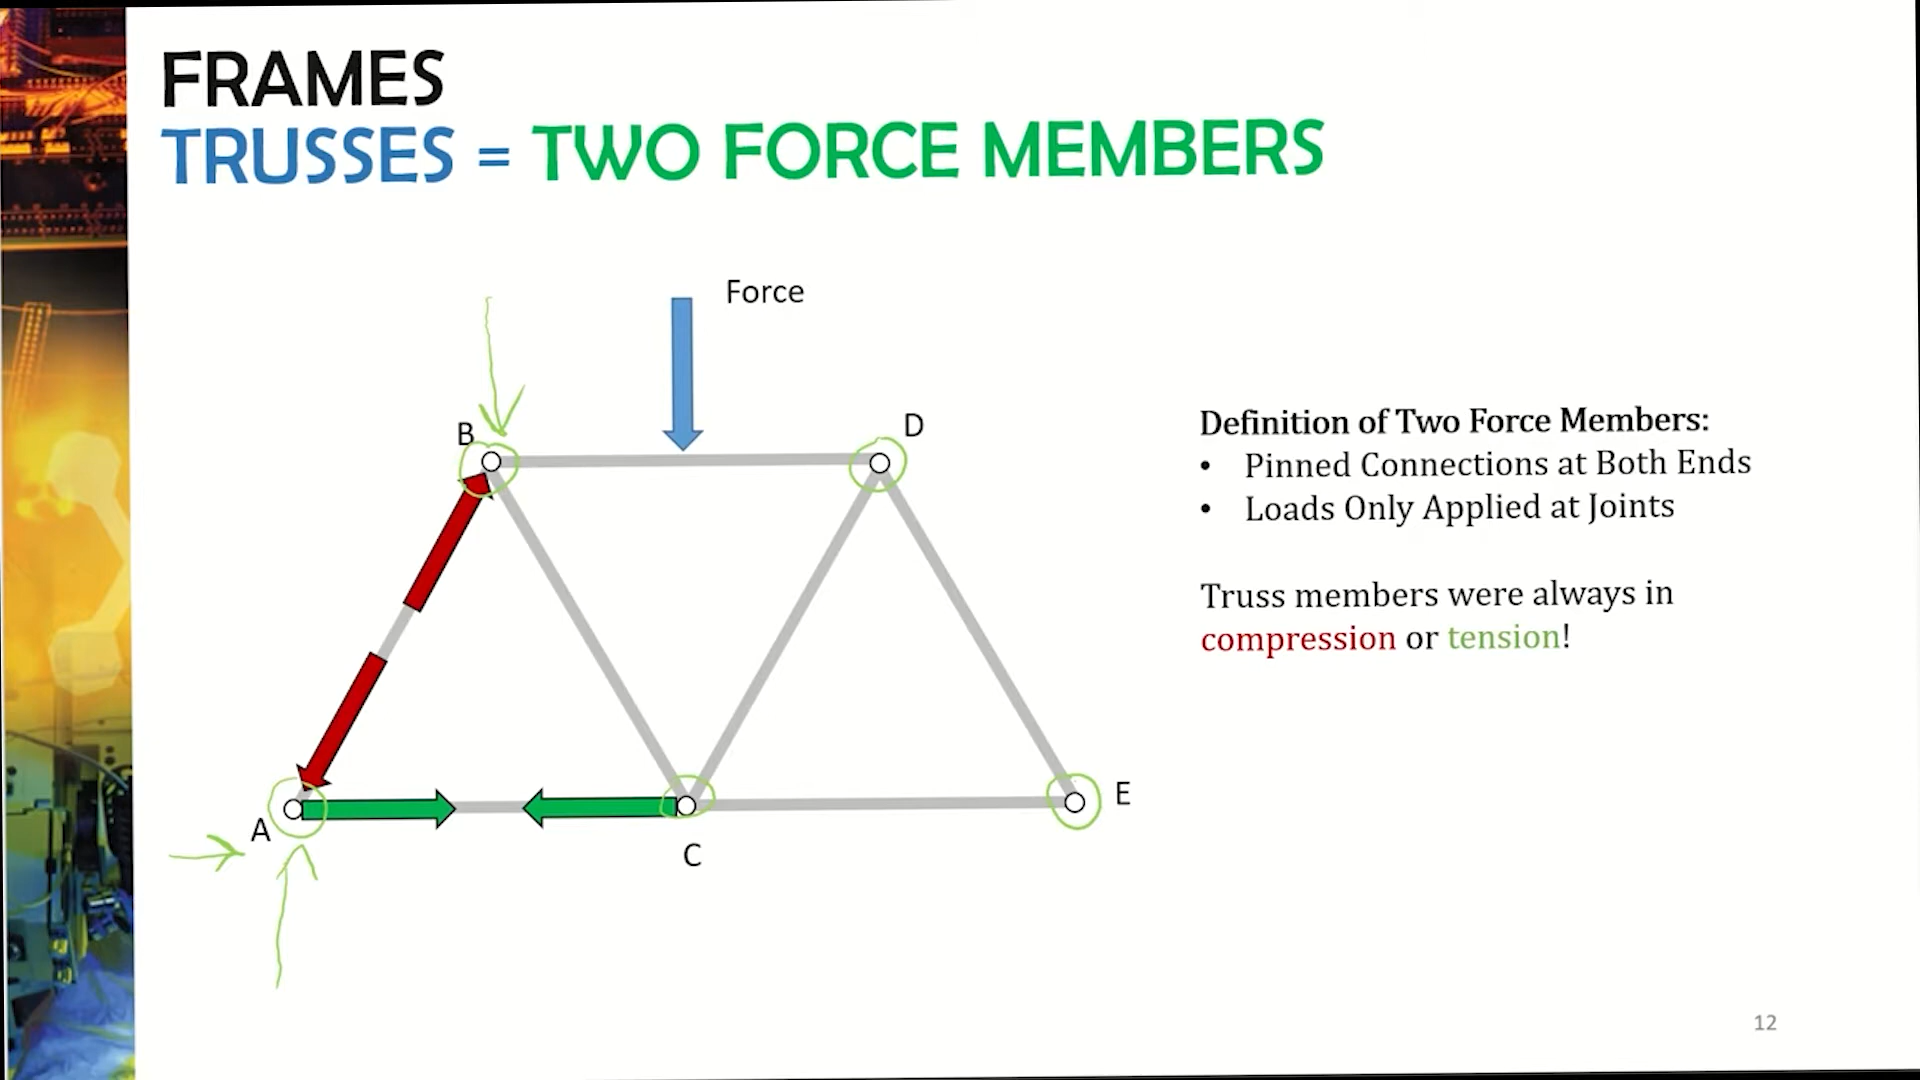 FRAMES
TRUSSES = TWO FORCE MEMBERS
Force
B
D
Definition of Two Force Members:
• Pinned Connections at Both Ends
• Loads Only Applied at Joints
Truss members were always in
compression or tension!
A
C
E
12